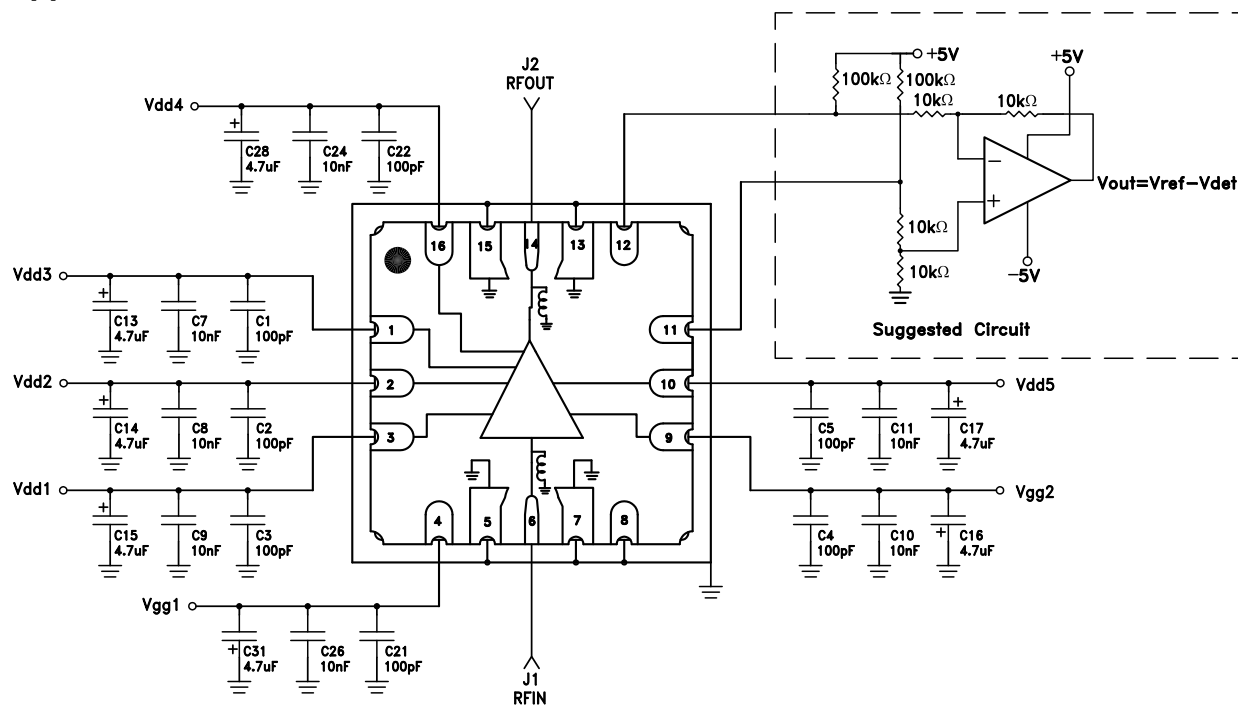 +5V
100kΩ
100kΩ
10kΩ
10kΩ
+5V
J2
RFOUT
Vdd4
+
C28
4.7uF
C24
10nF
C22
100pF
−
+
Vout=Vref−Vdet
10kΩ
10kΩ
−5V
Suggested Circuit
16
15
14
13
12
Vdd3
+
C13
4.7uF
C7
10nF
C1
100pF
1
11
Vdd2
+
C14
4.7uF
C8
10nF
C2
100pF
2
10
Vdd5
C5
100pF
C11
10nF
+
C17
4.7uF
3
9
Vdd1
+
C15
4.7uF
C9
10nF
C3
100pF
Vgg2
C4
100pF
C10
10nF
+
C16
4.7uF
4
5
6
7
8
Vgg1
+
C31
4.7uF
C26
10nF
C21
100pF
J1
RFIN